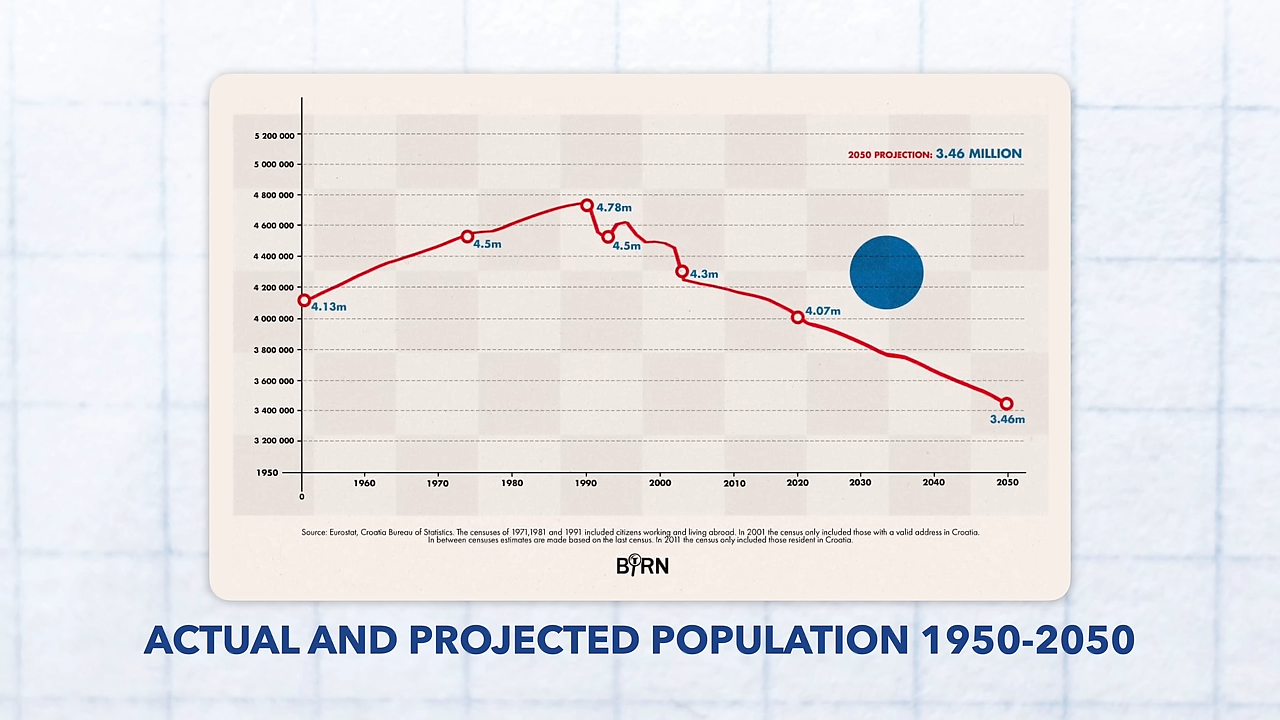 5 200 000
2050 PROJECTION: 3.46 MILLION
5 000 000
4 800 000
4.78m
4 600 000
4.5m
4.5m
4 400 000
4.3m
4 200 000
4.13m
4.07m
4 000 000
3 800 000
3 600 000
3 400 000
3.46m
3 200 000
1950
1960 1970 1980 1990 2000 2010 2020 2030 2040 2050
0
Source: Eurostat, Croatia Bureau of Statistics. The censuses of 1971,1981 and 1991 included citizens working and living abroad. In 2001 the census only included those with a valid address in Croatia.
In between censuses estimates are made based on the last census. In 2011 the census only included those resident in Croatia.
BIRN
ACTUAL AND PROJECTED POPULATION 1950-2050